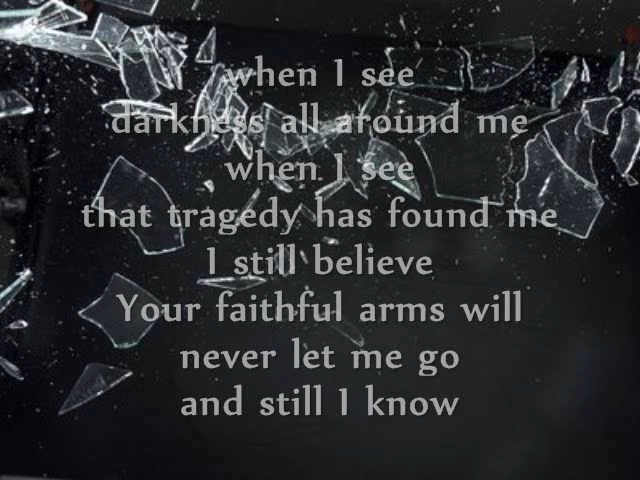 when I see
darkness all around me
when I see
that tragedy has found me
I still believe
Your faithful arms will
never let me go
and still I know